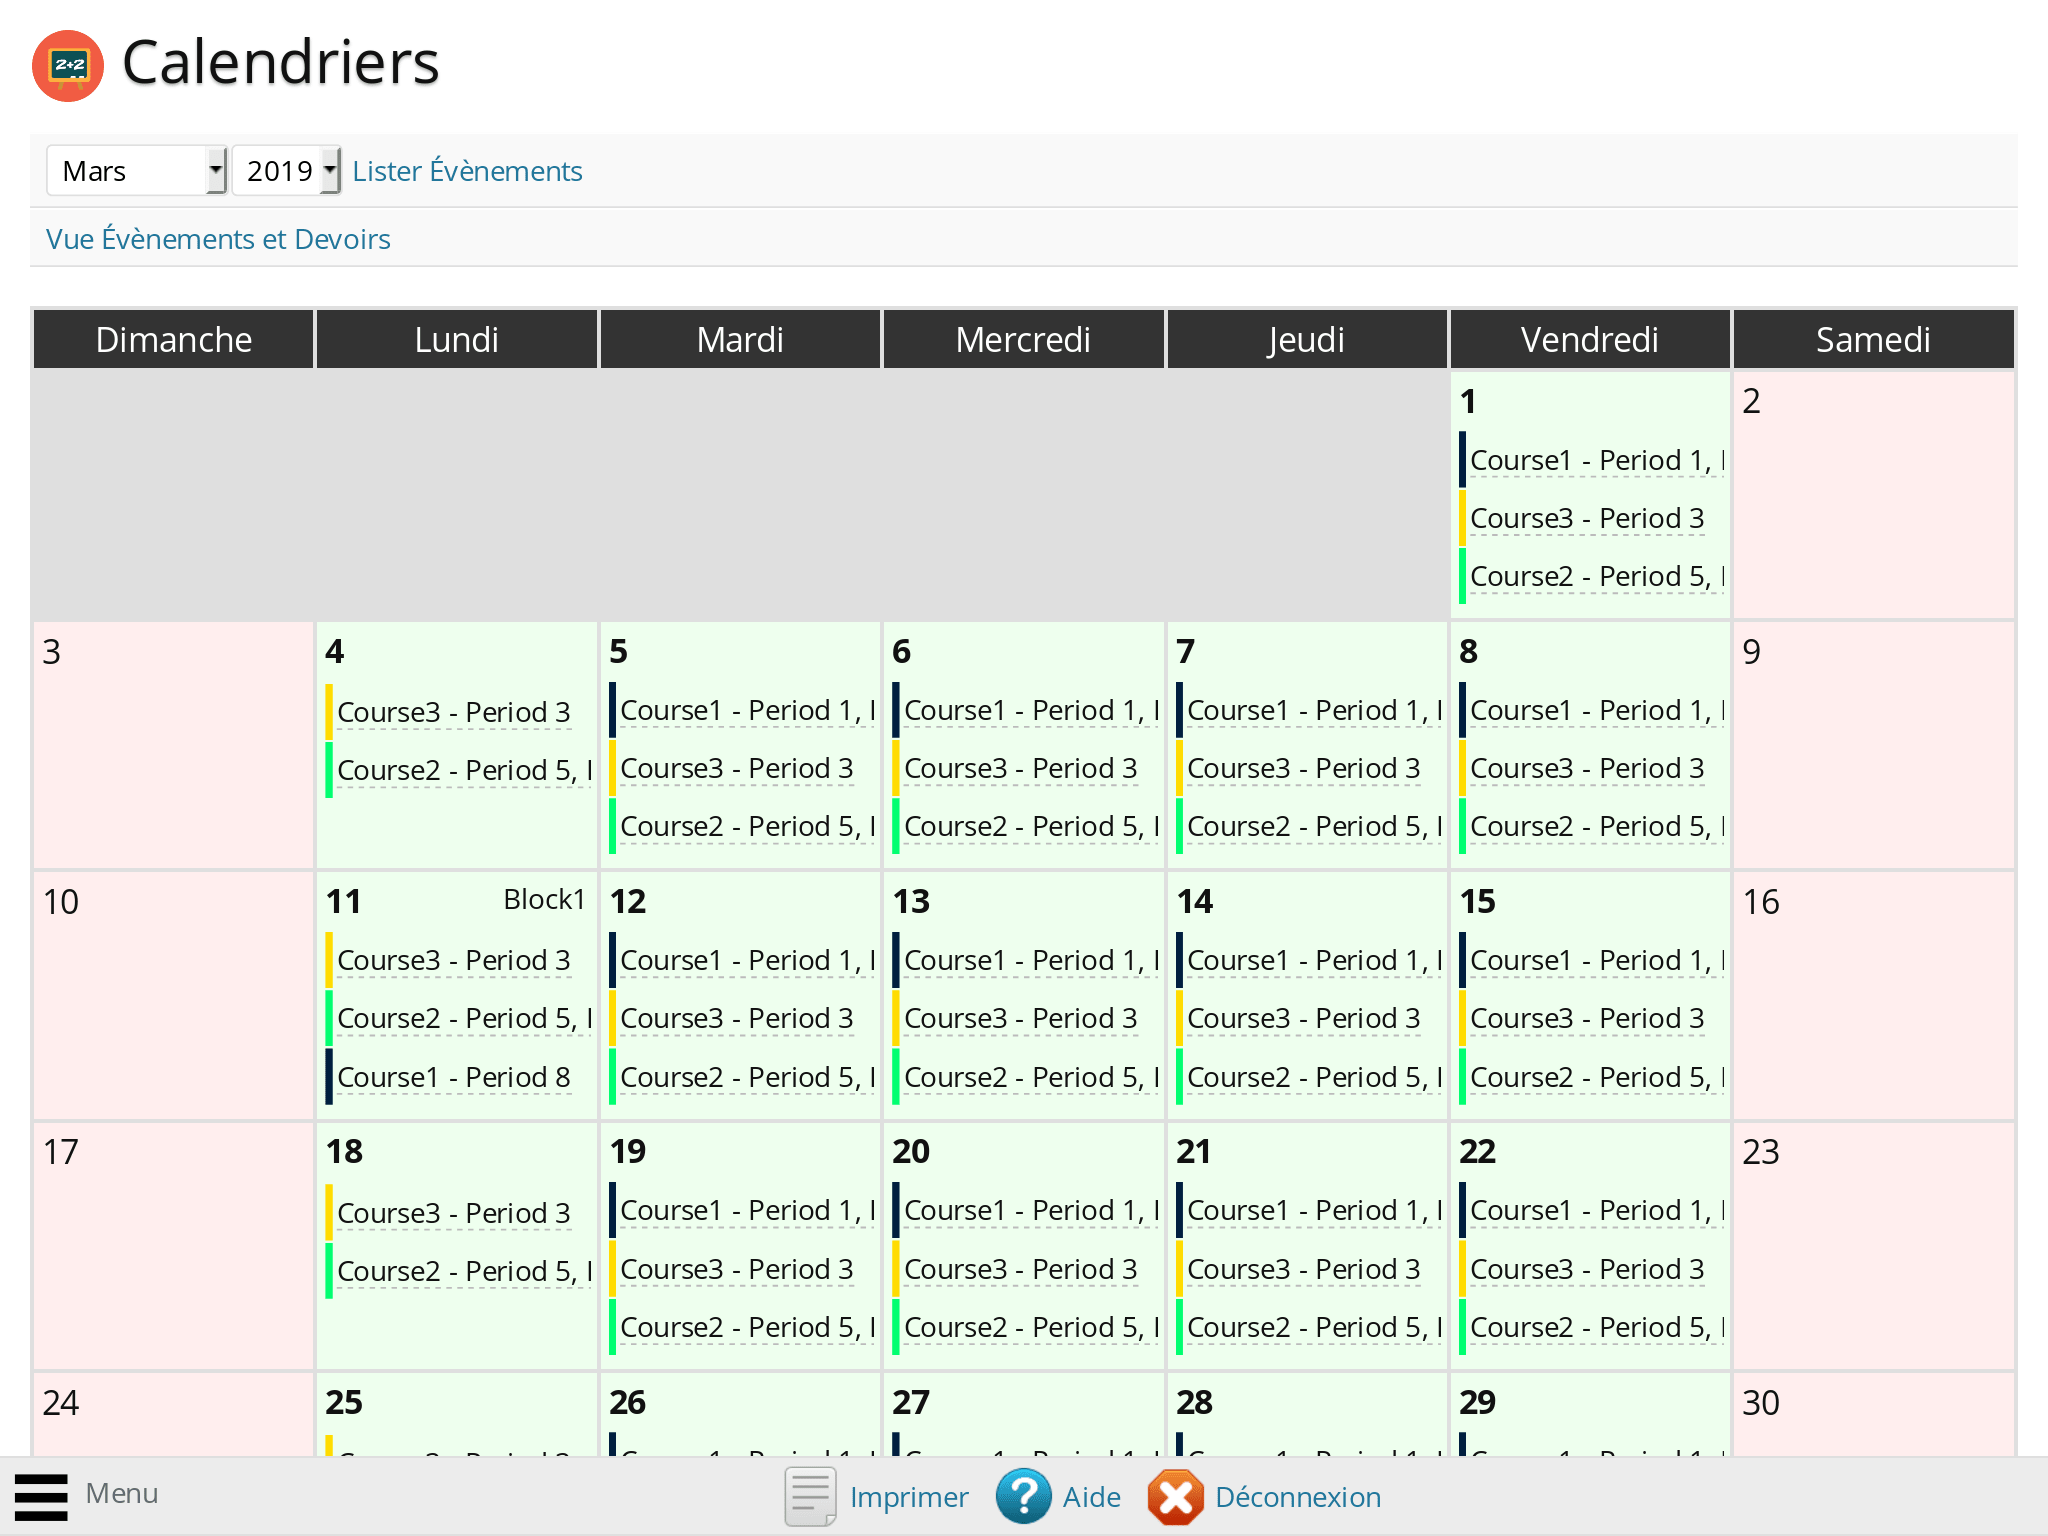 2+2
Calendriers
Mars 2019 Lister Évènements
Vue Évènements et Devoirs
Dimanche Lundi Mardi Mercredi Jeudi Vendredi Samedi
1 2
Course1 - Period 1,
Course3 - Period 3
Course2 - Period 5,
3 4 5 6 7 8 9
Course3 - Period 3 Course1 - Period 1, Course1 - Period 1, Course1 - Period 1, Course1 - Period 1,
Course2 - Period 5, Course3 - Period 3 Course3 - Period 3 Course3 - Period 3 Course3 - Period 3
Course2 - Period 5, Course2 - Period 5, Course2 - Period 5, Course2 - Period 5,
10 11 Block1 12 13 14 15 16
Course3 - Period 3 Course1 - Period 1, Course1 - Period 1, Course1 - Period 1, Course1 - Period 1,
Course2 - Period 5, Course3 - Period 3 Course3 - Period 3 Course3 - Period 3 Course3 - Period 3
Course1 - Period 8 Course2 - Period 5, Course2 - Period 5, Course2 - Period 5, Course2 - Period 5,
17 18 19 20 21 22 23
Course3 - Period 3 Course1 - Period 1, Course1 - Period 1, Course1 - Period 1, Course1 - Period 1,
Course2 - Period 5, Course3 - Period 3 Course3 - Period 3 Course3 - Period 3 Course3 - Period 3
Course2 - Period 5, Course2 - Period 5, Course2 - Period 5, Course2 - Period 5,
24 25 26 27 28 29 30
Menu Imprimer Aide Déconnexion